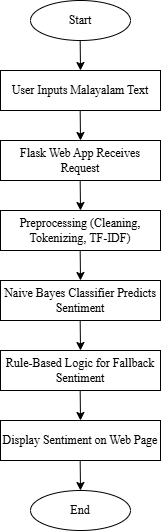 Start
User Inputs Malayalam Text
Flask Web App Receives
Request
Preprocessing (Cleaning,
Tokenizing, TF-IDF)
Naive Bayes Classifier Predicts
Sentiment
Rule-Based Logic for Fallback
Sentiment
Display Sentiment on Web Page
End